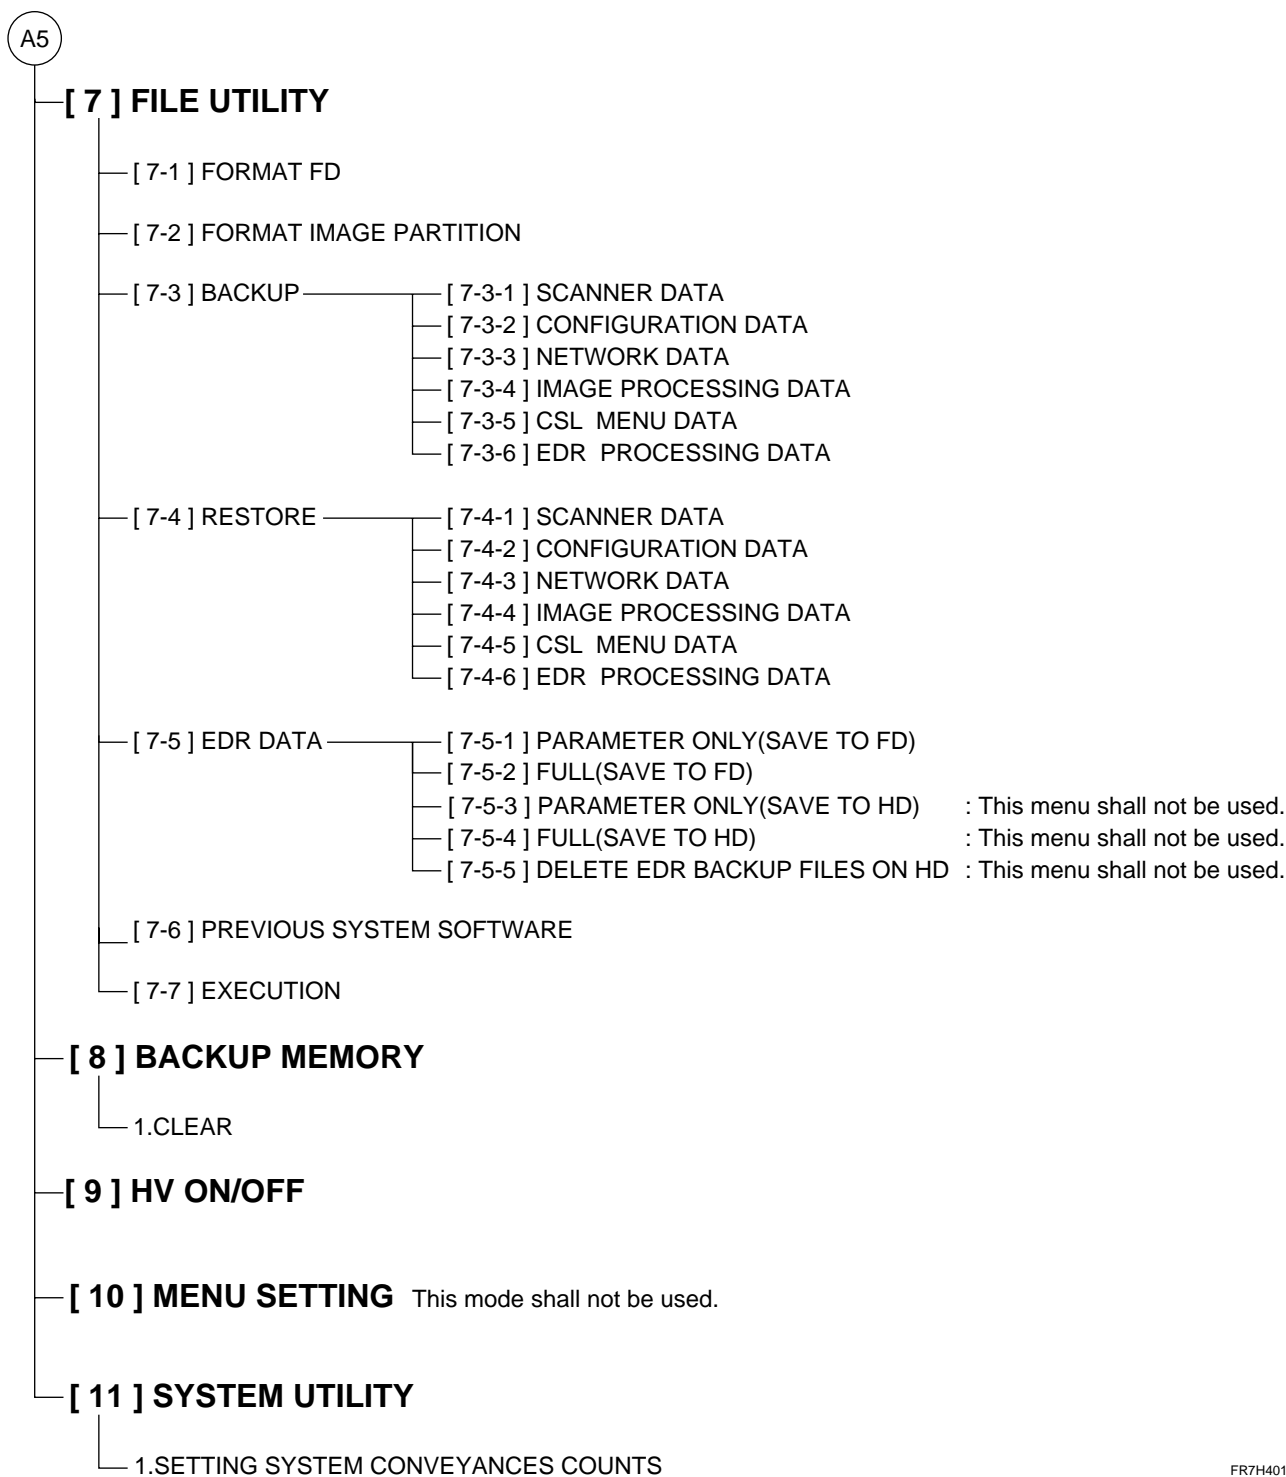 A5
[ 7 ] FILE UTILITY
[ 7-1 ] FORMAT FD
[ 7-2 ] FORMAT IMAGE PARTITION
[ 7-3 ] BACKUP
[ 7-3-1 ] SCANNER DATA
[ 7-3-2 ] CONFIGURATION DATA
[ 7-3-3 ] NETWORK DATA
[ 7-3-4 ] IMAGE PROCESSING DATA
[ 7-3-5 ] CSL  MENU DATA
[ 7-3-6 ] EDR  PROCESSING DATA
[ 7-4 ] RESTORE
[ 7-4-1 ] SCANNER DATA
[ 7-4-2 ] CONFIGURATION DATA
[ 7-4-3 ] NETWORK DATA
[ 7-4-4 ] IMAGE PROCESSING DATA
[ 7-4-5 ] CSL  MENU DATA
[ 7-4-6 ] EDR  PROCESSING DATA
[ 7-5 ] EDR DATA
[ 7-5-1 ] PARAMETER ONLY(SAVE TO FD)
[ 7-5-2 ] FULL(SAVE TO FD)
[ 7-5-3 ] PARAMETER ONLY(SAVE TO HD) : This menu shall not be used.
[ 7-5-4 ] FULL(SAVE TO HD) : This menu shall not be used.
[ 7-5-5 ] DELETE EDR BACKUP FILES ON HD : This menu shall not be used.
[ 7-6 ] PREVIOUS SYSTEM SOFTWARE
[ 7-7 ] EXECUTION
[ 8 ] BACKUP MEMORY
1.CLEAR
[ 9 ] HV ON/OFF
[ 10 ] MENU SETTING This mode shall not be used.
[ 11 ] SYSTEM UTILITY
1.SETTING SYSTEM CONVEYANCES COUNTS